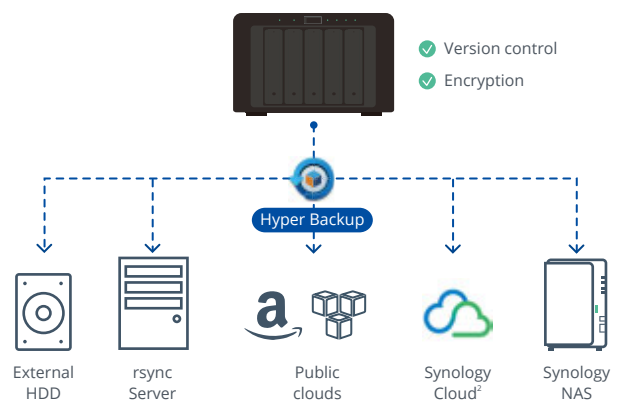 Version control
Encryption
Hyper Backup
External
HDD
rsync
Server
a
Public
clouds
Synology
Cloud²
Synology
NAS